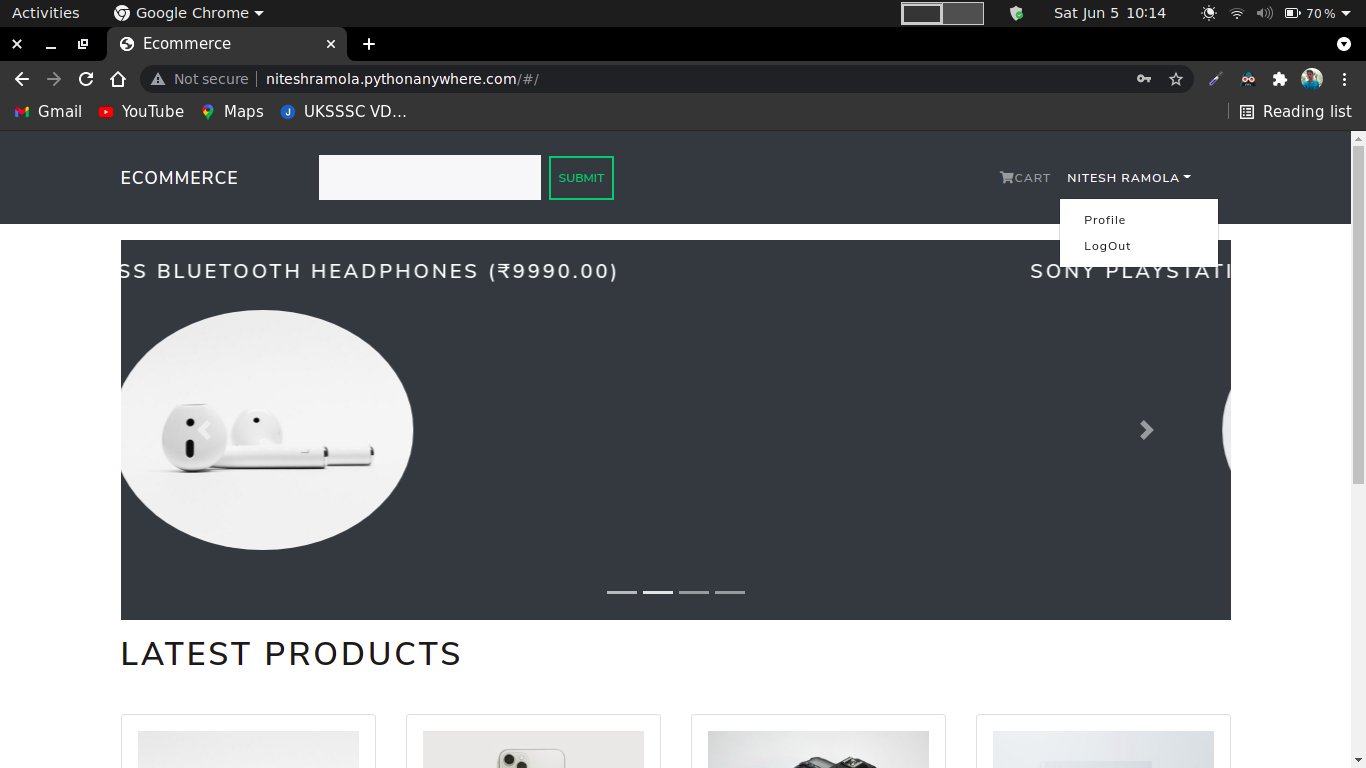 Activities Google Chrome Sat Jun 5 10:14 70 %
Ecommerce
Not secure niteshramola.pythonanywhere.com/#/
Gmail YouTube Maps J UKSSSC VD... Reading list
ECOMMERCE SUBMIT CART NITESH RAMOLA
Profile
LogOut
SS BLUETOOTH HEADPHONES (₹9990.00) SONY PLAYSTATI
LATEST PRODUCTS